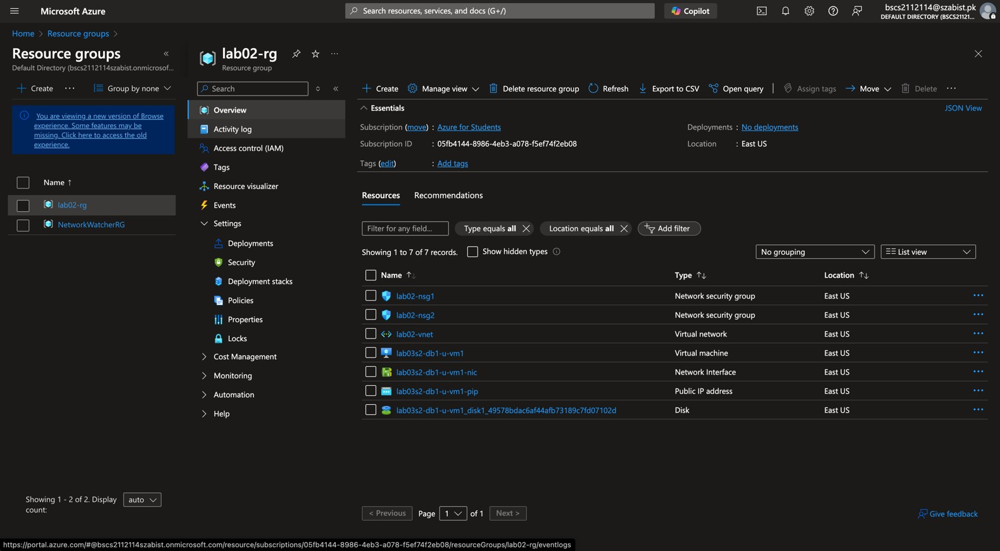 Microsoft Azure
Search resources, services, and docs (G+/)
Copilot
bscs2112114@szabist.pk
DEFAULT DIRECTORY (BSCS21121...
Home > Resource groups >
Resource groups
Default Directory (bscs2112114szabist.onmicrosof...
Create
Group by none
You are viewing a new version of Browse
experience. Some features may be
missing. Click here to access the old
experience.
Name ↑
lab02-rg
NetworkWatcherRG
Showing 1 - 2 of 2. Display
count:
auto
lab02-rg
Resource group
Search
Overview
Activity log
Access control (IAM)
Tags
Resource visualizer
Events
Settings
Deployments
Security
Deployment stacks
Policies
Properties
Locks
Cost Management
Monitoring
Automation
Help
Create Manage view Delete resource group Refresh Export to CSV Open query Assign tags Move Delete
Essentials
JSON View
Subscription (move) : Azure for Students
Deployments : No deployments
Subscription ID : 05fb4144-8986-4eb3-a078-f5ef74f2eb08
Location : East US
Tags (edit) : Add tags
Resources Recommendations
Filter for any field...
Type equals all
Location equals all
Add filter
Showing 1 to 7 of 7 records.
Show hidden types
No grouping
List view
Name ↑↓ Type ↑↓ Location ↑↓
lab02-nsg1 Network security group East US
lab02-nsg2 Network security group East US
lab02-vnet Virtual network East US
lab03s2-db1-u-vm1 Virtual machine East US
lab03s2-db1-u-vm1-nic Network Interface East US
lab03s2-db1-u-vm1-pip Public IP address East US
lab03s2-db1-u-vm1_disk1_49578bdac6af44afb73189c7fd07102d Disk East US
< Previous Page 1 of 1 Next >
Give feedback
https://portal.azure.com/#@bscs2112114szabist.onmicrosoft.com/resource/subscriptions/05fb4144-8986-4eb3-a078-f5ef74f2eb08/resourceGroups/lab02-rg/eventlogs